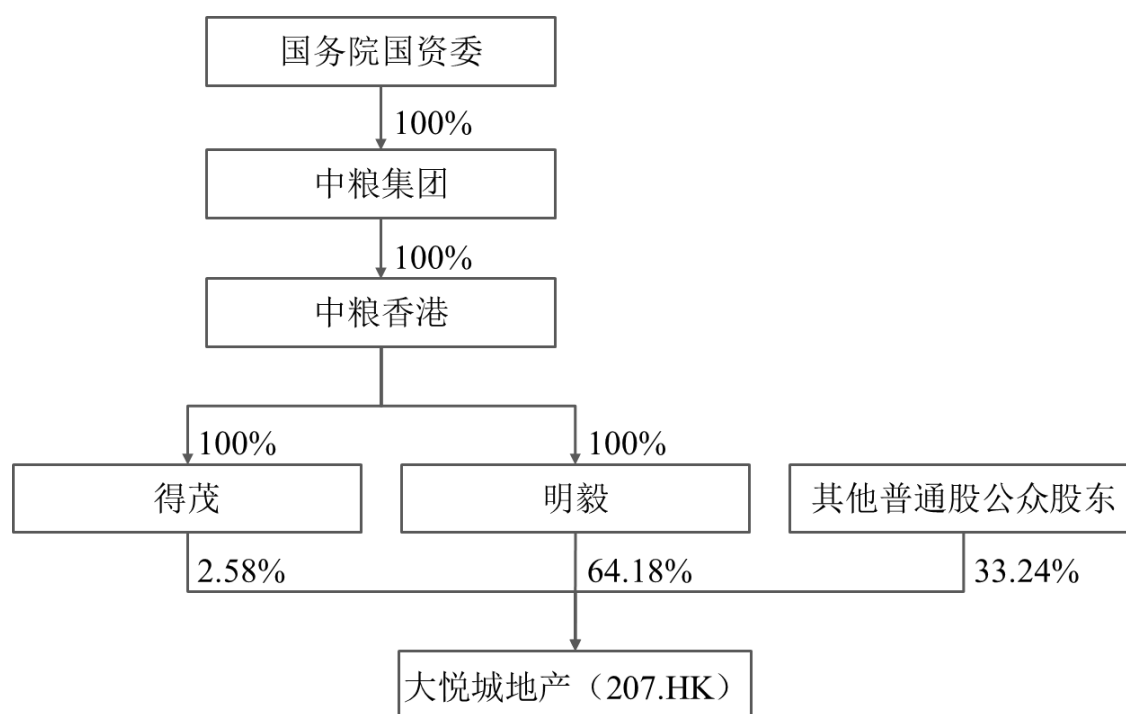 国务院国资委
100%
中粮集团
100%
中粮香港
100%
100%
得茂
明毅
其他普通股公众股东
2.58%
64.18%
33.24%
大悦城地产（207.HK）